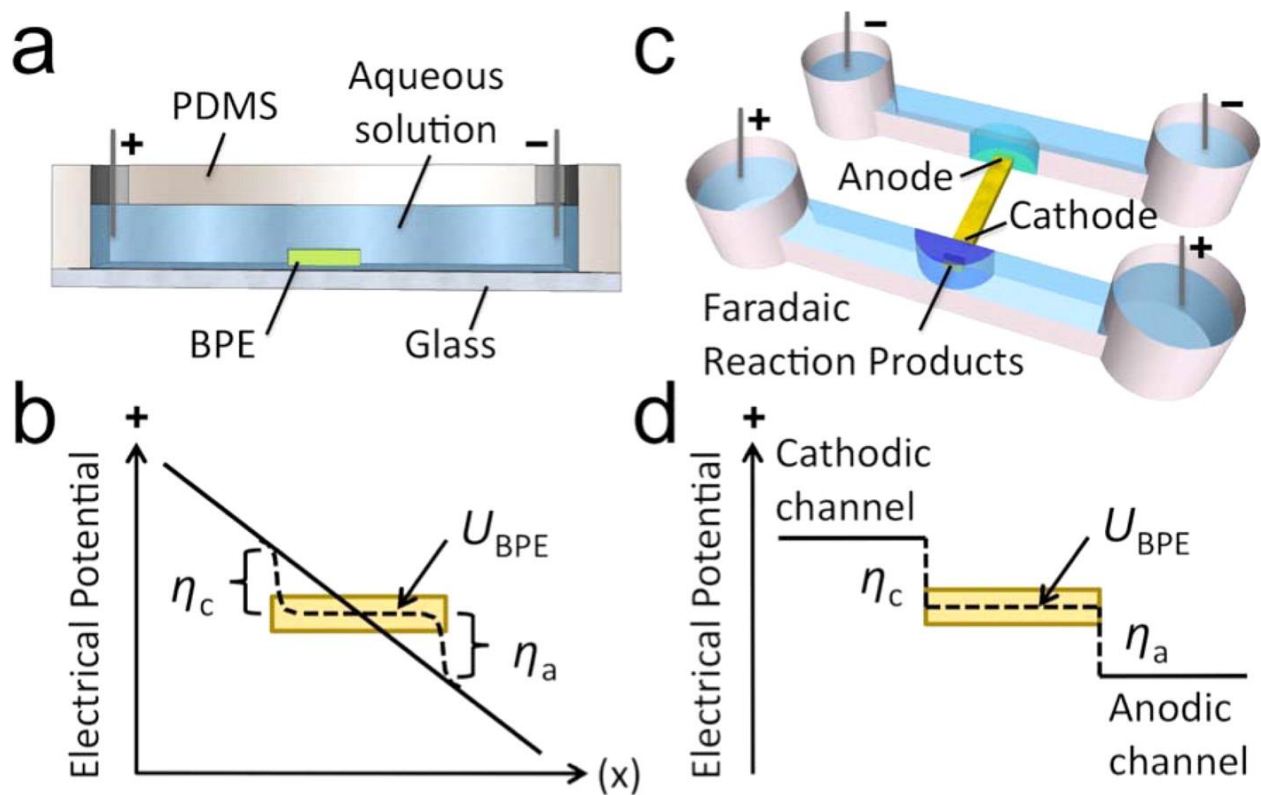 a
PDMS
Aqueous
solution
+
−
BPE
Glass
b
+
Electrical Potential
ηc
UBPE
ηa
(x)
c
−
−
+
+
Anode
Cathode
Faradaic
Reaction Products
d
+
Electrical Potential
Cathodic
channel
ηc
UBPE
ηa
Anodic
channel